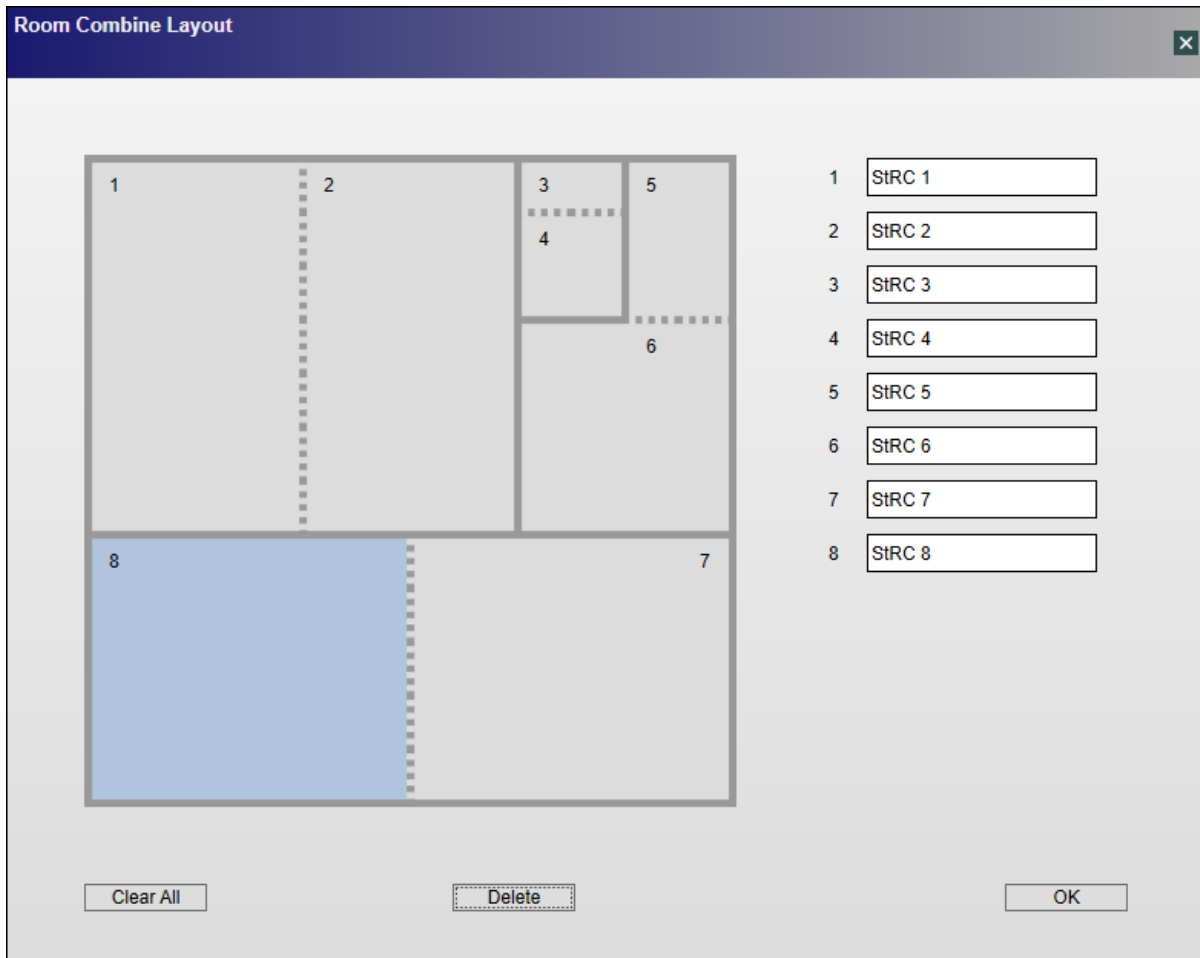 Room Combine Layout
1
2
3
5
4
6
8
7
1 StRC 1
2 StRC 2
3 StRC 3
4 StRC 4
5 StRC 5
6 StRC 6
7 StRC 7
8 StRC 8
Clear All
Delete
OK